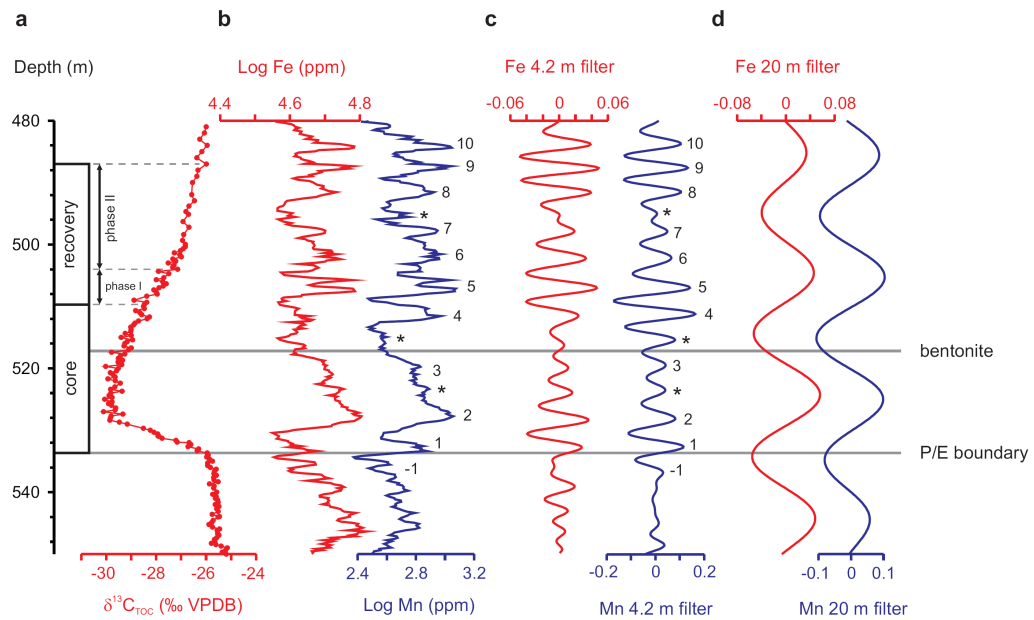 a
b
c
d
Depth (m)
Log Fe (ppm)
Fe 4.2 m filter
Fe 20 m filter
4.4 4.6 4.8
-0.06 0 0.06
-0.08 0 0.08
480
500
520
540
recovery
core
phase II
phase I
10
9
8
*
7
6
5
4
*
3
*
2
1
-1
10
9
8
*
7
6
5
4
*
3
*
2
1
-1
bentonite
P/E boundary
-30 -28 -26 -24
2.4 2.8 3.2
-0.2 0 0.2
-0.1 0 0.1
δ¹³C_TOC (‰ VPDB)
Log Mn (ppm)
Mn 4.2 m filter
Mn 20 m filter